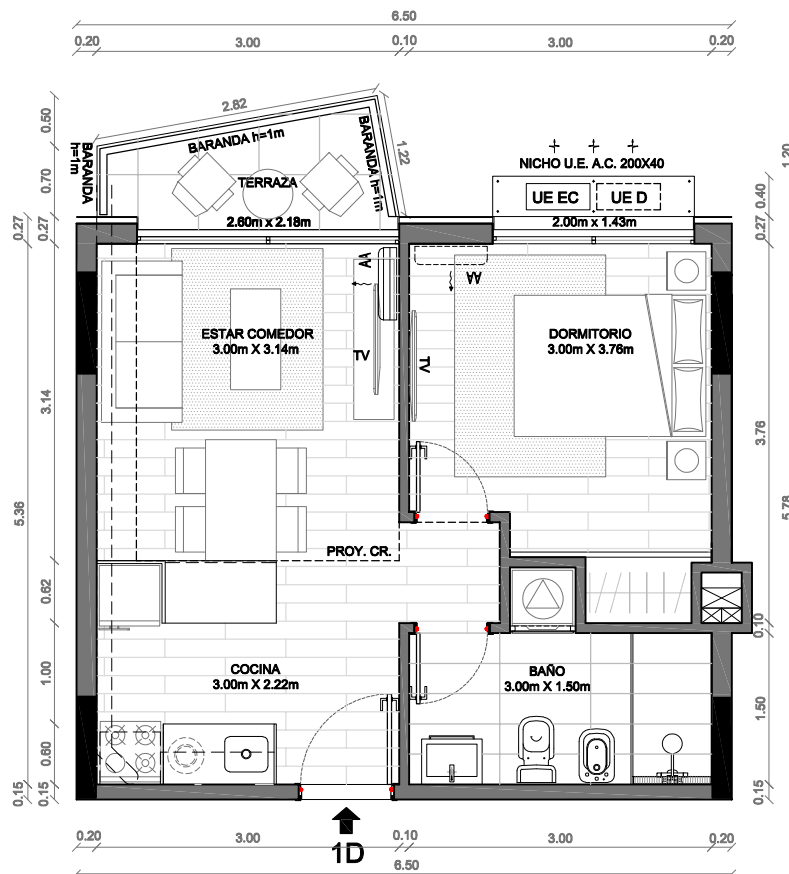 6.50
0.20 3.00 0.10 3.00 0.20
2.82
1.22
0.50
0.70
0.27
0.27
BARANDA
h=1m
BARANDA h=1m
BARANDA h=1m
TERRAZA
2.60m x 2.18m
NICHO U.E. A.C. 200X40
UE EC UE D
2.00m x 1.43m
1.20
0.40
0.27
AA
AA
ESTAR COMEDOR
3.00m X 3.14m
TV
TV
DORMITORIO
3.00m X 3.76m
3.14
5.36
3.76
5.78
PROY. CR.
0.62
0.10
COCINA
3.00m X 2.22m
BAÑO
3.00m X 1.50m
1.00
0.60
1.50
0.15
0.15
0.15
0.20 3.00 0.10 3.00 0.20
1D
6.50